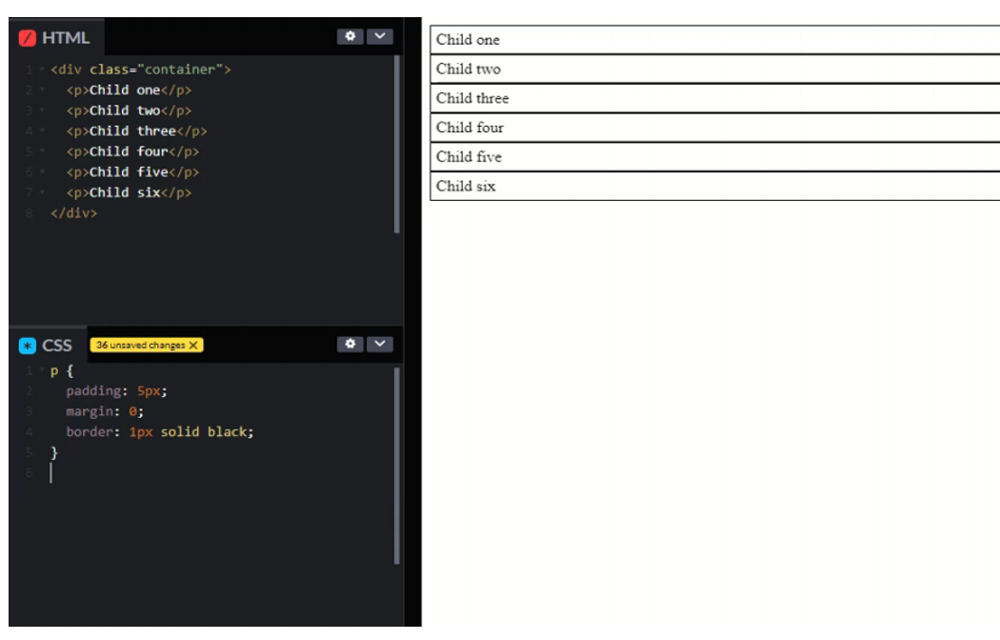 HTML
1 <div class="container">
2 <p>Child one</p>
3 <p>Child two</p>
4 <p>Child three</p>
5 <p>Child four</p>
6 <p>Child five</p>
7 <p>Child six</p>
8 </div>
CSS 36 unsaved changes X
1 p {
2 padding: 5px;
3 margin: 0;
4 border: 1px solid black;
5 }
6
Child one
Child two
Child three
Child four
Child five
Child six